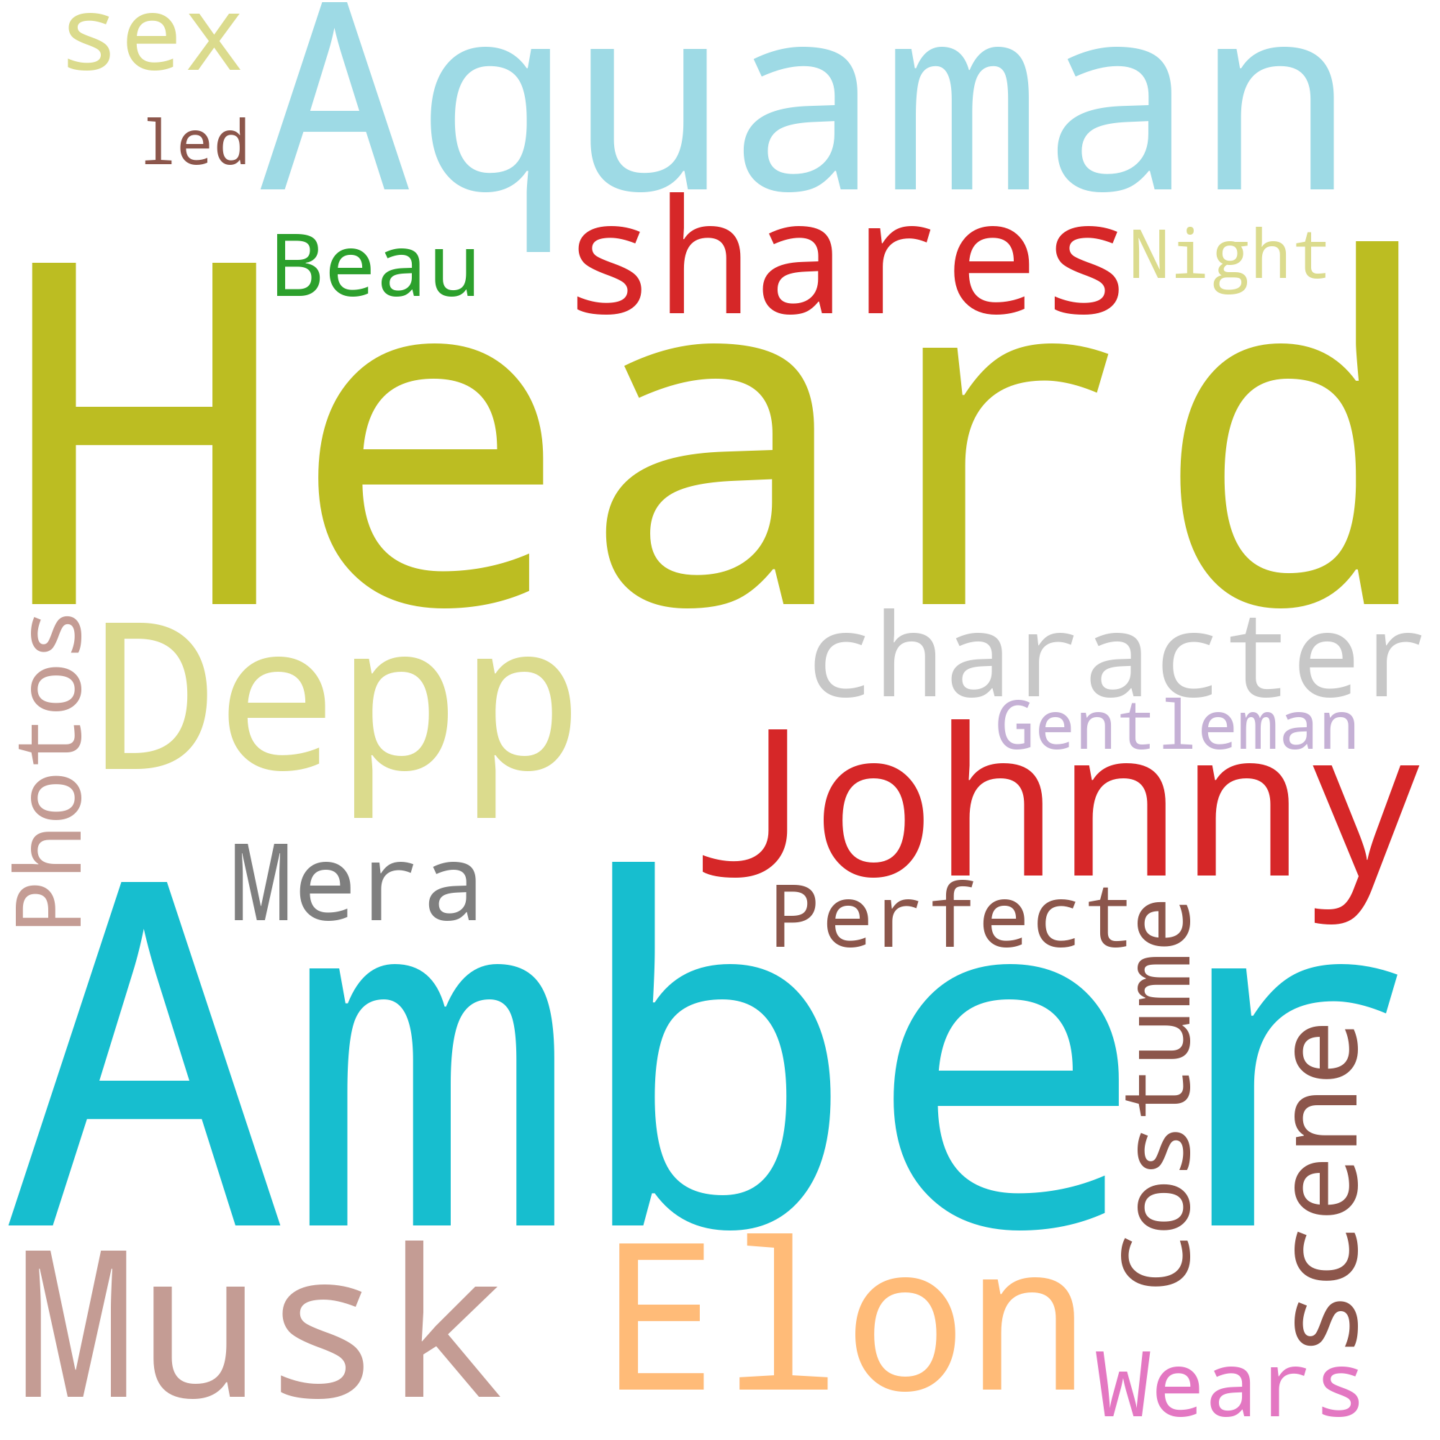 sex
Aquaman
led
shares
Beau
Night
Heard
Photos
Depp
character
Gentleman
Johnny
Mera
Perfecte
Amber
Costume
scene
Musk
Elon
Wears